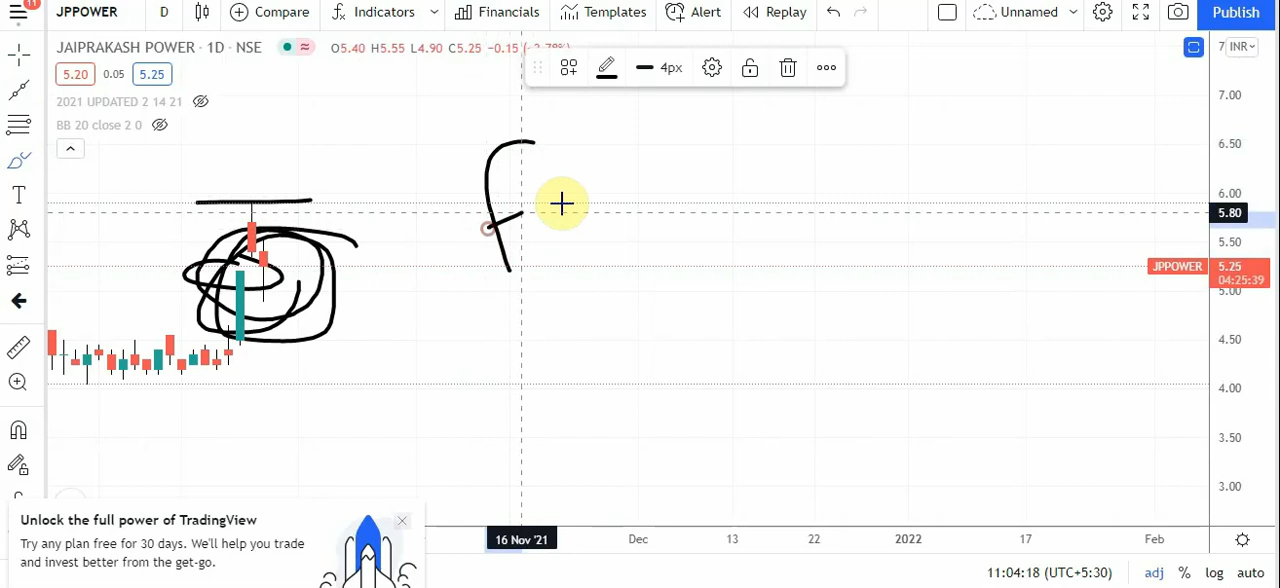 11
JPPOWER D Compare Indicators Financials Templates Alert Replay Unnamed Publish
JAIPRAKASH POWER · 1D · NSE ≈ O5.40 H5.55 L4.90 C5.25 −0.15 (−2.78%)
4px
7 INR
5.20 0.05 5.25
2021 UPDATED 2 14 21
BB 20 close 2 0
7.00
6.50
6.00
5.80
5.50
JPPOWER 5.25
04:25:39
5.00
4.50
4.00
3.50
3.00
f
Unlock the full power of TradingView
Try any plan free for 30 days. We'll help you trade
and invest better from the get-go.
16 Nov '21 Dec 13 22 2022 17 Feb
11:04:18 (UTC+5:30) adj % log auto